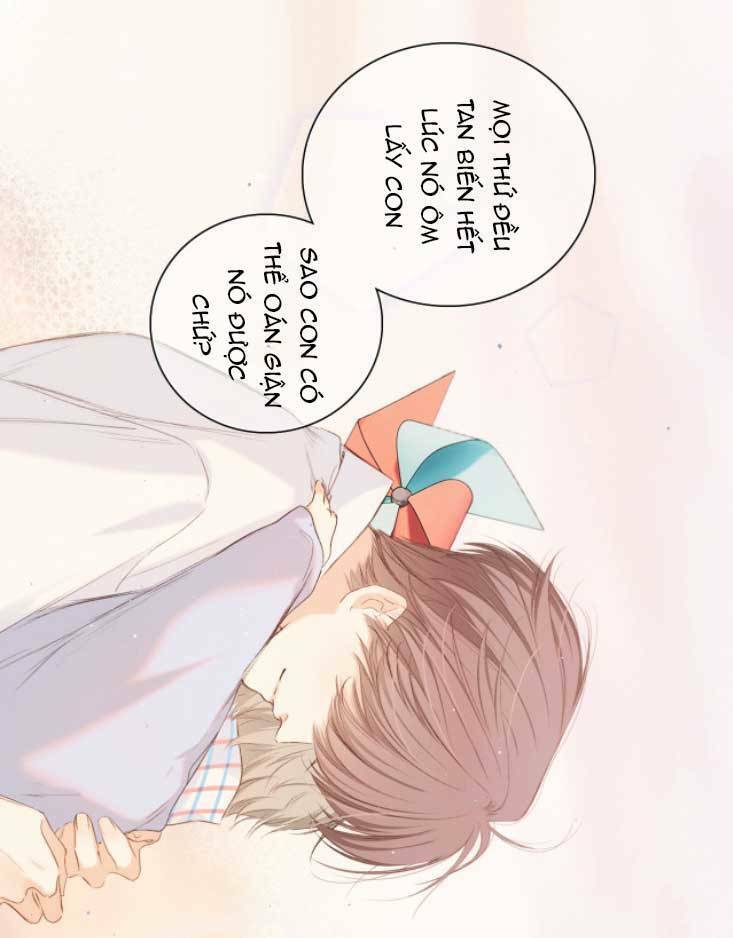 MỌI THỨ ĐỀU
TAN BIẾN HẾT
LÚC NÓ ÔM
LẤY CON
SAO CON CÓ
THỂ OÁN GIẬN
NÓ ĐƯỢC
CHỨ?